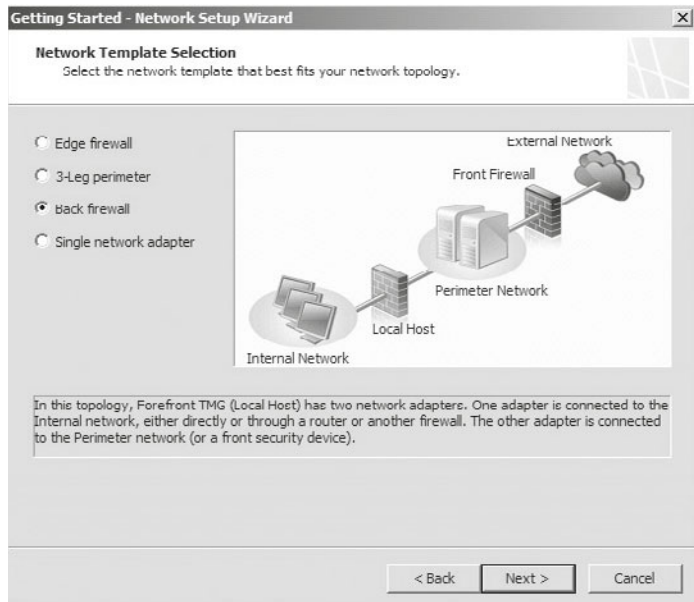 Getting Started - Network Setup Wizard
Network Template Selection
Select the network template that best fits your network topology.
Edge firewall
3-Leg perimeter
Back firewall
Single network adapter
External Network
Front Firewall
Perimeter Network
Local Host
Internal Network
In this topology, Forefront TMG (Local Host) has two network adapters. One adapter is connected to the
Internal network, either directly or through a router or another firewall. The other adapter is connected
to the Perimeter network (or a front security device).
< Back
Next >
Cancel